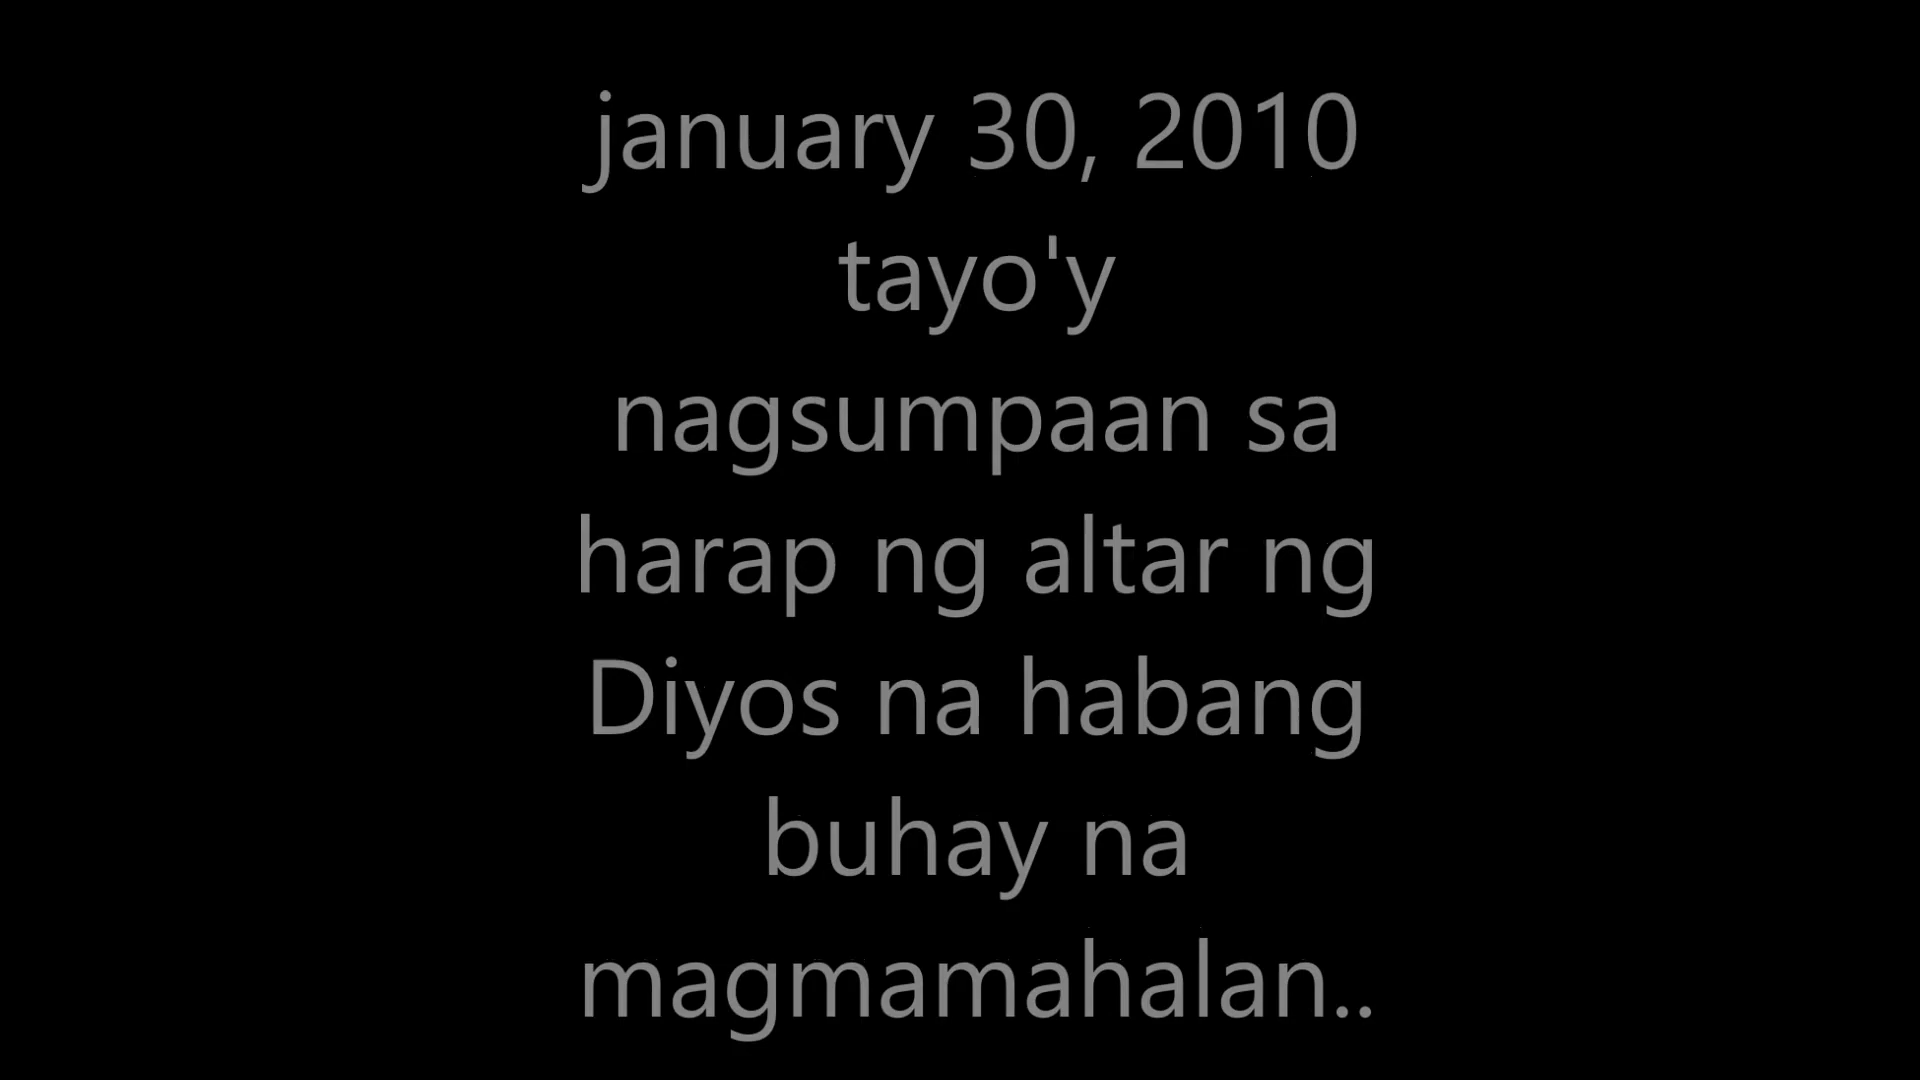 january 30, 2010
tayo'y
nagsumpaan sa
harap ng altar ng
Diyos na habang
buhay na
magmamahalan..